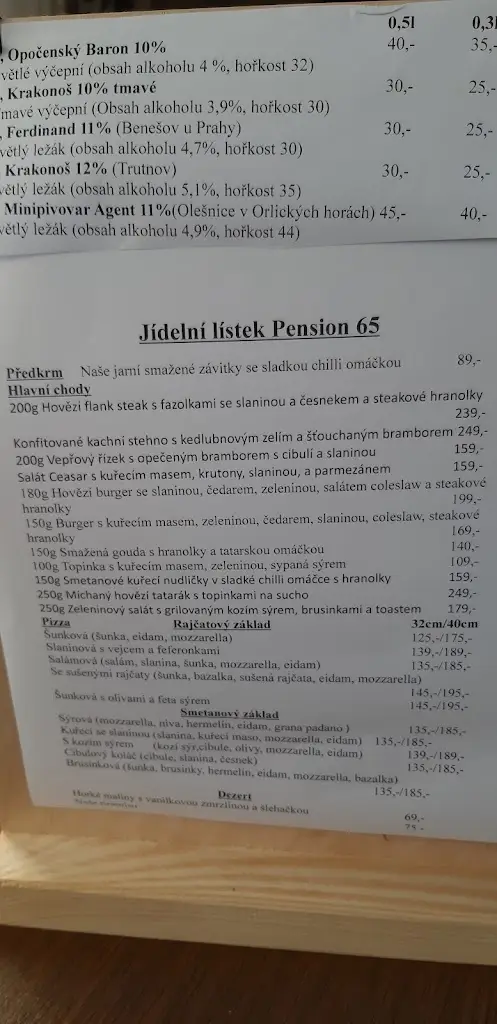 0,5l 0,3l
, Opočenský Baron 10% 40,- 35,-
větlé výčepní (obsah alkoholu 4 %, hořkost 32)
, Krakonoš 10% tmavé 30,- 25,-
mavé výčepní (Obsah alkoholu 3,9%, hořkost 30)
, Ferdinand 11% (Benešov u Prahy) 30,- 25,-
větlý ležák (obsah alkoholu 4,7%, hořkost 30)
Krakonoš 12% (Trutnov) 30,- 25,-
větlý ležák (obsah alkoholu 5,1%, hořkost 35)
Minipivovar Agent 11%(Olešnice v Orlických horách) 45,- 40,-
větlý ležák (obsah alkoholu 4,9%, hořkost 44)
Jídelní lístek Pension 65
Předkrm Naše jarní smažené závitky se sladkou chilli omáčkou 89,-
Hlavní chody
200g Hovězí flank steak s fazolkami se slaninou a česnekem a steakové hranolky
239,-
Konfitované kachní stehno s kedlubnovým zelím a šťouchaným bramborem 249,-
200g Vepřový řízek s opečeným bramborem s cibulí a slaninou 159,-
Salát Ceasar s kuřecím masem, krutony, slaninou, a parmezánem 159,-
180g Hovězí burger se slaninou, čedarem, zeleninou, salátem coleslaw a steakové
hranolky 199,-
150g Burger s kuřecím masem, zeleninou, čedarem, slaninou, coleslaw, steakové
hranolky 169,-
150g Smažená gouda s hranolky a tatarskou omáčkou 140,-
100g Topinka s kuřecím masem, zeleninou, sypaná sýrem 109,-
150g Smetanové kuřecí nudličky v sladké chilli omáčce s hranolky 159,-
250g Míchaný hovězí tatarák s topinkami na sucho 249,-
250g Zeleninový salát s grilovaným kozím sýrem, brusinkami a toastem 179,-
Pizza Rajčatový základ 32cm/40cm
Šunková (šunka, eidam, mozzarella) 125,-/175,-
Slaninová s vejcem a feferonkami 139,-/189,-
Salámová (salám, slanina, šunka, mozzarella, eidam) 135,-/185,-
Se sušenými rajčaty (šunka, bazalka, sušená rajčata, eidam, mozzarella)
145,-/195,-
Šunková s olivami a feta sýrem 145,-/195,-
Smetanový základ
Sýrová (mozzarella, niva, hermelín, eidam, grana padano ) 135,-/185,-
Kuřecí se slaninou (slanina, kuřecí maso, mozzarella, eidam) 135,-/185,-
S kozím sýrem (kozí sýr,cibule, olivy, mozzarella, eidam) 139,-/189,-
Cibulový koláč (cibule, slanina, česnek) 135,-/185,-
Brusinková (šunka, brusinky, hermelín, eidam, mozzarella, bazalka)
135,-/185,-
Dezert
Horké maliny s vanilkovou zmrzlinou a šlehačkou 69,-
75,-